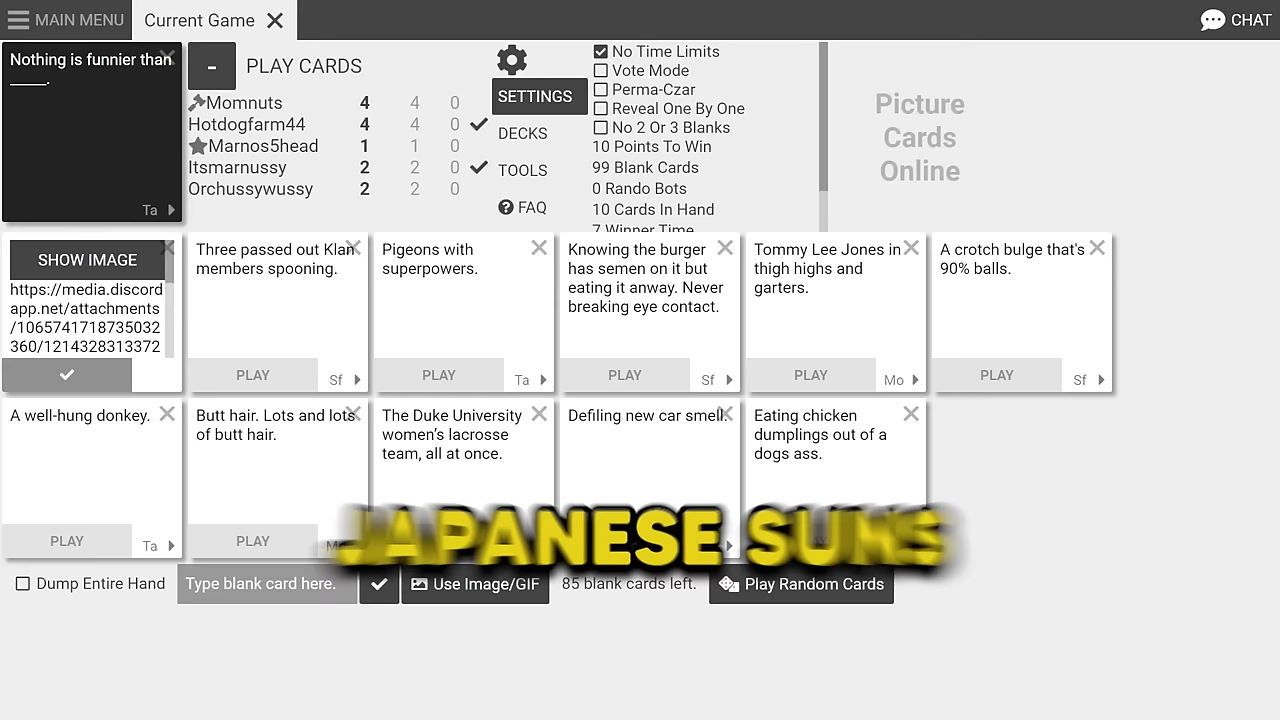 MAIN MENU
Current Game
CHAT
Nothing is funnier than
____.
Ta
-
PLAY CARDS
Momnuts 4 4 0
Hotdogfarm44 4 4 0
Marnos5head 1 1 0
Itsmarnussy 2 2 0
Orchussywussy 2 2 0
SETTINGS
DECKS
TOOLS
FAQ
No Time Limits
Vote Mode
Perma-Czar
Reveal One By One
No 2 Or 3 Blanks
10 Points To Win
99 Blank Cards
0 Rando Bots
10 Cards In Hand
7 Winner Time
Picture
Cards
Online
SHOW IMAGE
https://media.discord
app.net/attachments
/1065741718735032
360/1214328313372
Three passed out Klan
members spooning.
PLAY
Sf
Pigeons with
superpowers.
PLAY
Ta
Knowing the burger
has semen on it but
eating it anway. Never
breaking eye contact.
PLAY
Sf
Tommy Lee Jones in
thigh highs and
garters.
PLAY
Mo
A crotch bulge that's
90% balls.
PLAY
Sf
A well-hung donkey.
PLAY
Ta
Butt hair. Lots and lots
of butt hair.
PLAY
The Duke University
women’s lacrosse
team, all at once.
Defiling new car smell.
Eating chicken
dumplings out of a
dogs ass.
JAPANESE SUMS
Dump Entire Hand
Type blank card here.
Use Image/GIF
85 blank cards left.
Play Random Cards